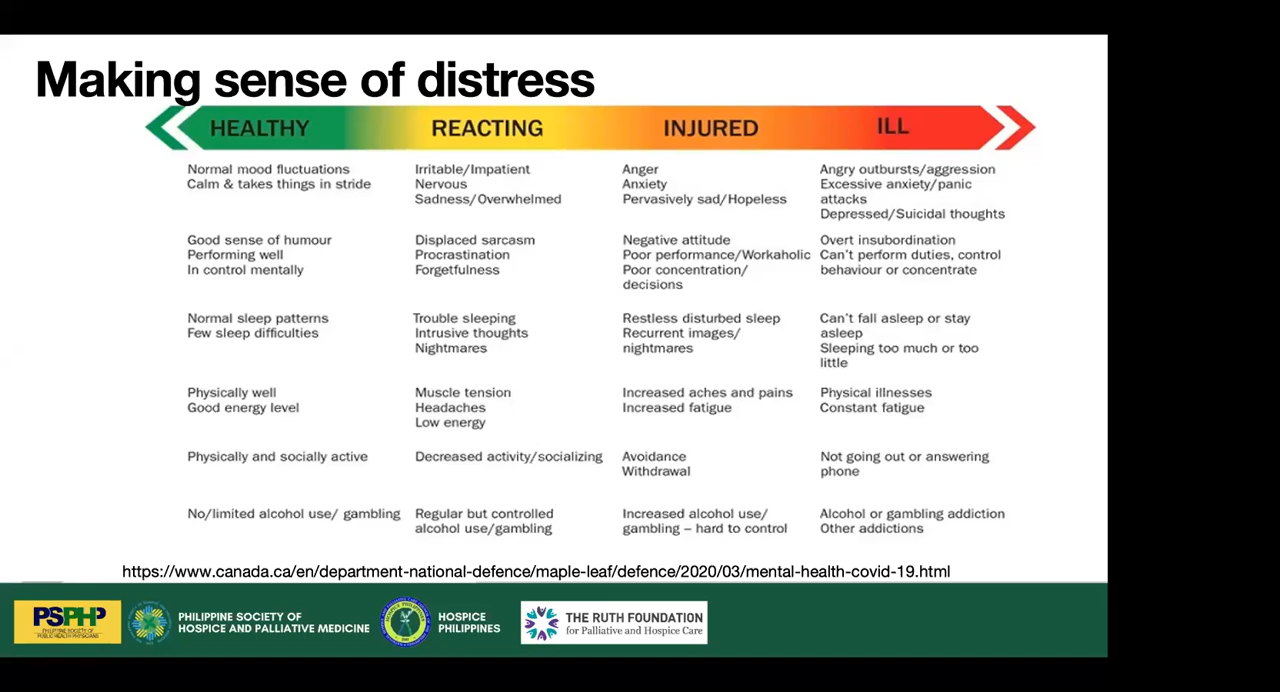 Making sense of distress
HEALTHY REACTING INJURED ILL
Normal mood fluctuations
Calm & takes things in stride
Irritable/Impatient
Nervous
Sadness/Overwhelmed
Anger
Anxiety
Pervasively sad/Hopeless
Angry outbursts/aggression
Excessive anxiety/panic
attacks
Depressed/Suicidal thoughts
Good sense of humour
Performing well
In control mentally
Displaced sarcasm
Procrastination
Forgetfulness
Negative attitude
Poor performance/Workaholic
Poor concentration/
decisions
Overt insubordination
Can't perform duties, control
behaviour or concentrate
Normal sleep patterns
Few sleep difficulties
Trouble sleeping
Intrusive thoughts
Nightmares
Restless disturbed sleep
Recurrent images/
nightmares
Can't fall asleep or stay
asleep
Sleeping too much or too
little
Physically well
Good energy level
Muscle tension
Headaches
Low energy
Increased aches and pains
Increased fatigue
Physical illnesses
Constant fatigue
Physically and socially active
Decreased activity/socializing
Avoidance
Withdrawal
Not going out or answering
phone
No/limited alcohol use/ gambling
Regular but controlled
alcohol use/gambling
Increased alcohol use/
gambling – hard to control
Alcohol or gambling addiction
Other addictions
https://www.canada.ca/en/department-national-defence/maple-leaf/defence/2020/03/mental-health-covid-19.html
PSPHP
PHILIPPINE SOCIETY OF
PUBLIC HEALTH PHYSICIANS
PHILIPPINE SOCIETY OF
HOSPICE AND PALLIATIVE MEDICINE
HOSPICE
PHILIPPINES
THE RUTH FOUNDATION
for Palliative and Hospice Care